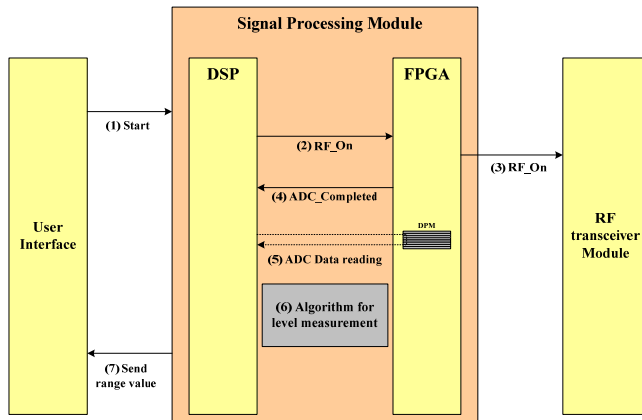 Signal Processing Module
DSP
FPGA
(1) Start
(2) RF_On
(3) RF_On
(4) ADC_Completed
User
Interface
DPM
RF
transceiver
Module
(5) ADC Data reading
(6) Algorithm for
level measurement
(7) Send
range value